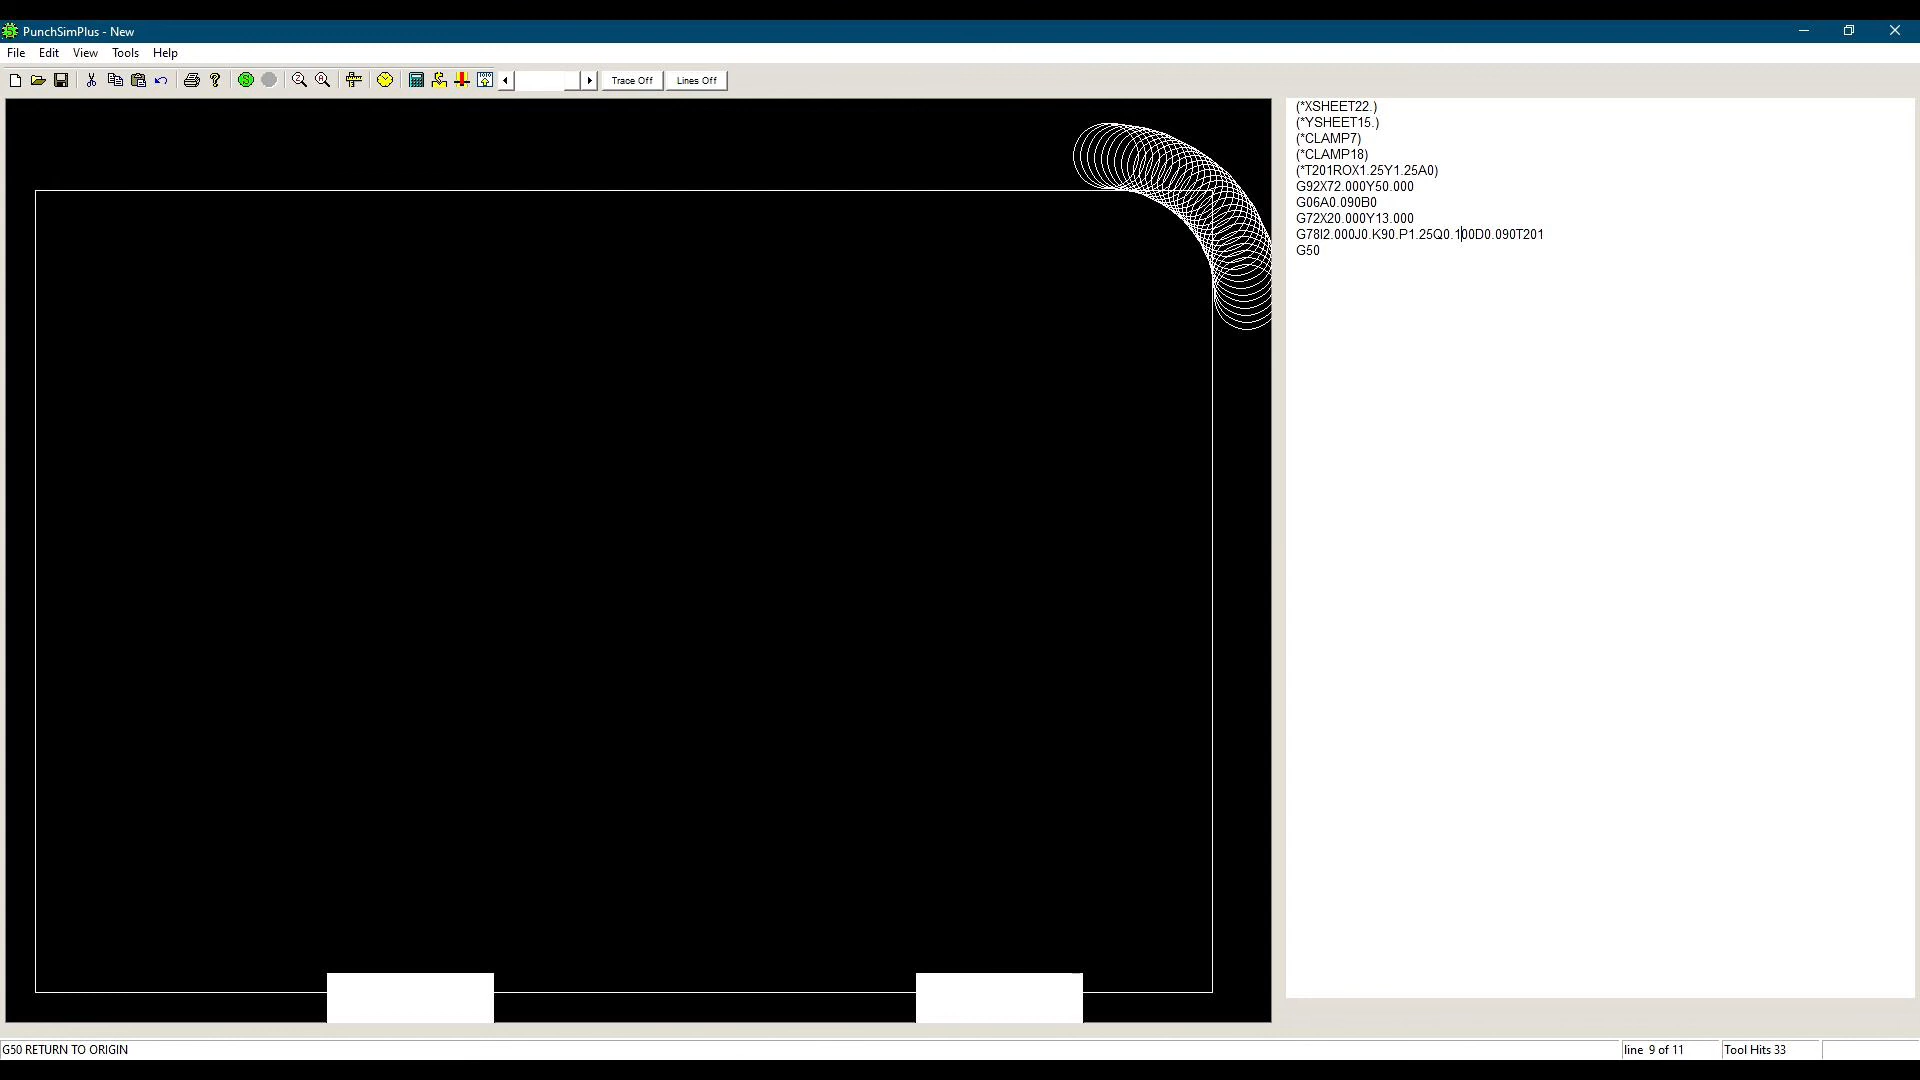 PunchSimPlus - New
File Edit View Tools Help
Trace Off Lines Off
(*XSHEET22.)
(*YSHEET15.)
(*CLAMP7)
(*CLAMP18)
(*T201ROX1.25Y1.25A0)
G92X72.000Y50.000
G06A0.090B0
G72X20.000Y13.000
G78I2.000J0.K90.P1.25Q0.100D0.090T201
G50
G50 RETURN TO ORIGIN
line 9 of 11
Tool Hits 33